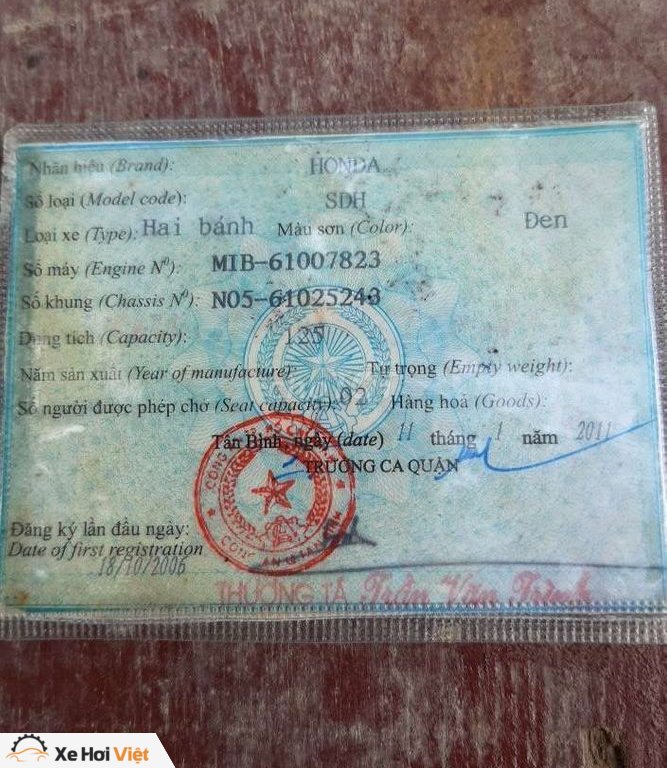 Nhãn hiệu (Brand): HONDA
Số loại (Model code): SDH
Loại xe (Type): Hai bánh Màu sơn (Color): Đen
Số máy (Engine Nº): MIB-61007823
Số khung (Chassis Nº): N05-61025243
Dung tích (Capacity): 125
Năm sản xuất (Year of manufacture): Tự trọng (Empty weight):
Số người được phép chở (Seat capacity): 02 Hàng hoá (Goods):
Tân Bình, ngày (date) 11 tháng 1 năm 2011
TRƯỞNG CA QUẬN
Đăng ký lần đầu ngày:
Date of first registration
18/10/2006
THƯỢNG TÁ Trần Văn
Xe Hơi Việt